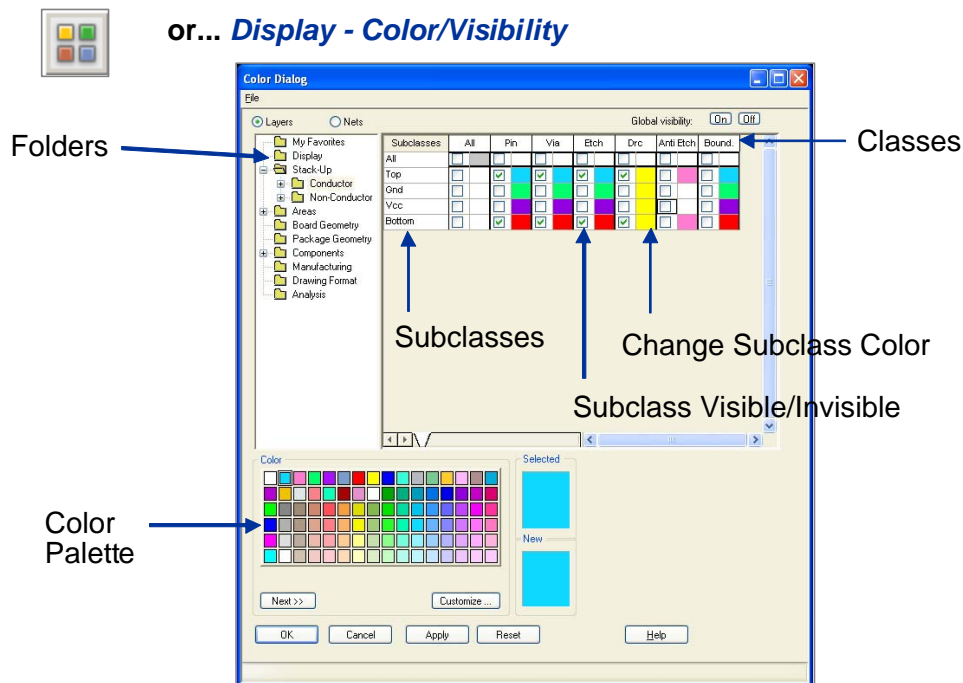 or... Display - Color/Visibility
Color Dialog
File
Layers Nets Global visibility: On Off
Folders
Classes
My Favorites
Display
Stack-Up
Conductor
Non-Conductor
Areas
Board Geometry
Package Geometry
Components
Manufacturing
Drawing Format
Analysis
Subclasses All Pin Via Etch Drc Anti Etch Bound.
All
Top
Gnd
Vcc
Bottom
Subclasses
Change Subclass Color
Subclass Visible/Invisible
Color
Selected
New
Color
Palette
Next >> Customize ...
OK Cancel Apply Reset Help